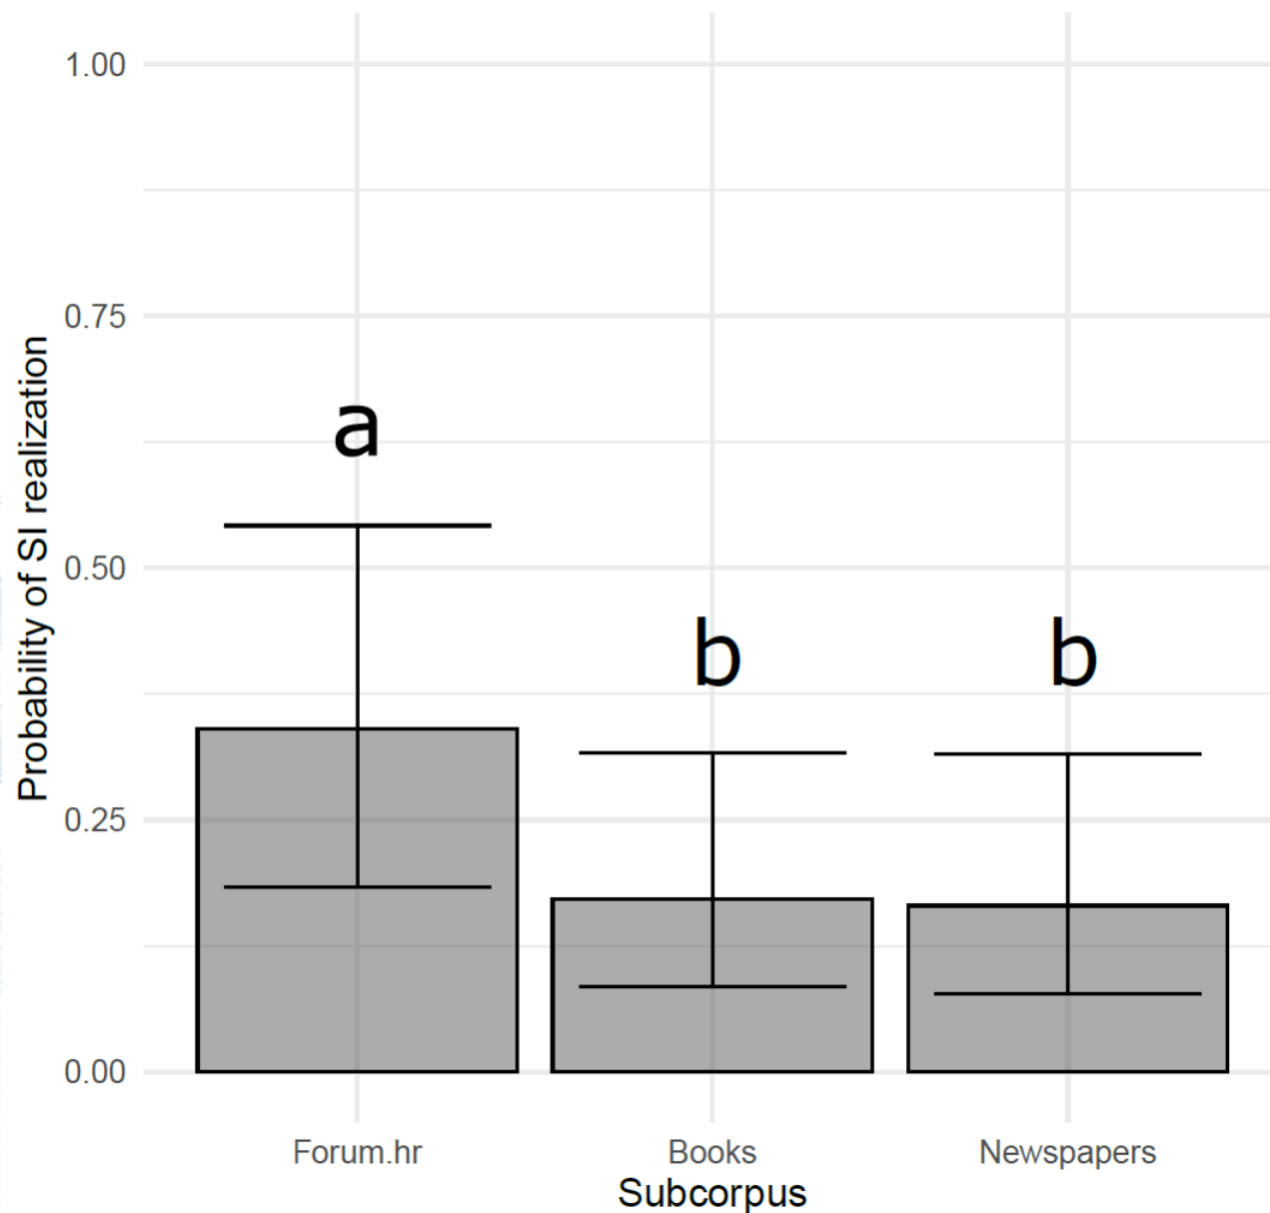 1.00
0.75
0.50
0.25
0.00
Probability of SI realization
a
b
b
Forum.hr
Books
Newspapers
Subcorpus